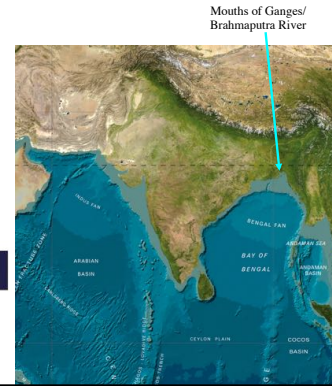 Mouths of Ganges/
Brahmaputra River
INDUS FAN
BENGAL FAN
ANDAMAN SEA
BAY OF
BENGAL
ARABIAN
BASIN
ANDAMAN
BASIN
CEYLON PLAIN
COCOS
BASIN